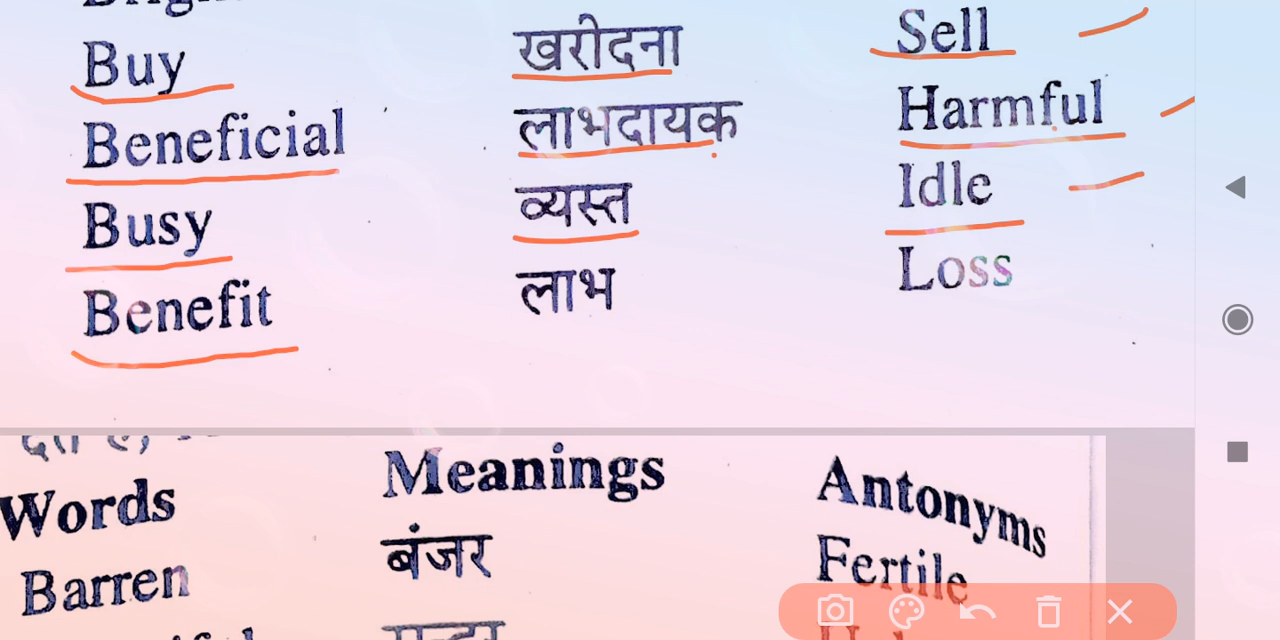 Buy खरीदना Sell
Beneficial लाभदायक Harmful
Busy व्यस्त Idle
Benefit लाभ Loss
Words Meanings Antonyms
Barren बंजर Fertile